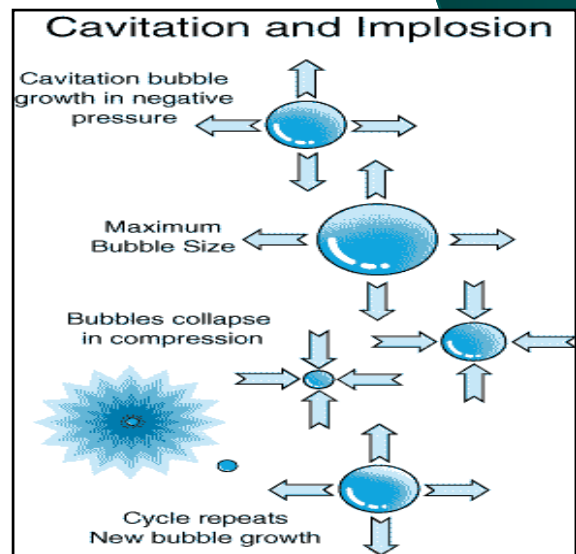 Cavitation and Implosion
Cavitation bubble
growth in negative
pressure
Maximum
Bubble Size
Bubbles collapse
in compression
Cycle repeats
New bubble growth